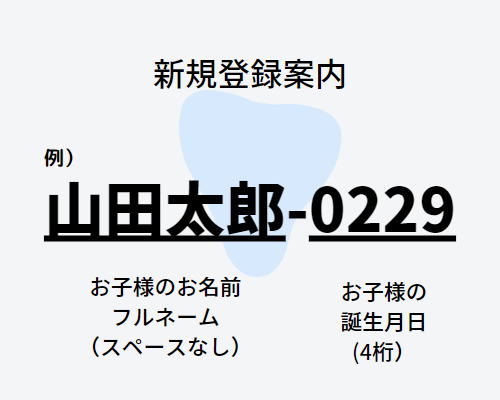 新規登録案内
例）
山田太郎-0229
お子様のお名前
フルネーム
（スペースなし）
お子様の
誕生月日
(4桁）